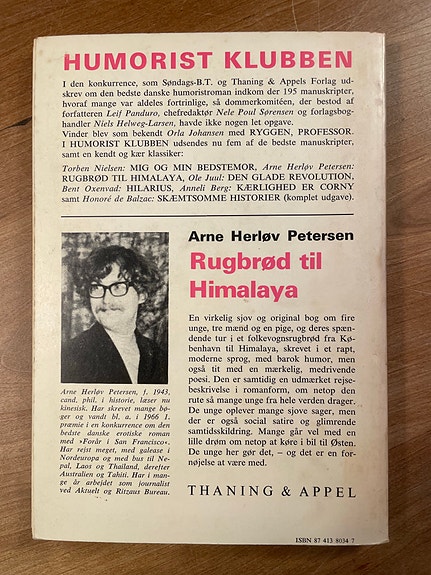 HUMORIST KLUBBEN
I den konkurrence, som Søndags-B.T. og Thaning & Appels Forlag ud-
skrev om den bedste danske humoristroman indkom der 195 manuskripter,
hvoraf mange var aldeles fortrinlige, så dommerkomitéen, der bestod af
forfatteren Leif Panduro, chefredaktør Nele Poul Sørensen og forlagsbog-
handler Niels Helweg-Larsen, havde ikke nogen let opgave.
Vinder blev som bekendt Orla Johansen med RYGGEN, PROFESSOR.
I HUMORIST KLUBBEN udsendes nu fem af de bedste manuskripter,
samt en kendt og kær klassiker:
Torben Nielsen: MIG OG MIN BEDSTEMOR, Arne Herløv Petersen:
RUGBRØD TIL HIMALAYA, Ole Juul: DEN GLADE REVOLUTION,
Bent Oxenvad: HILARIUS, Anneli Berg: KÆRLIGHED ER CORNY
samt Honoré de Balzac: SKÆMTSOMME HISTORIER (komplet udgave).
Arne Herløv Petersen
Rugbrød til
Himalaya
En virkelig sjov og original bog om fire
unge, tre mænd og en pige, og deres spæn-
dende tur i et folkevognsrugbrød fra Kø-
benhavn til Himalaya, skrevet i et rapt,
moderne sprog, med barok humor, men
også tit med en mærkelig, medrivende
poesi. Den er samtidig en udmærket rejse-
beskrivelse i romanform, om netop den
rute så mange unge fra hele verden drager.
De unge oplever mange sjove sager, men
der er også social satire og glimrende
samtidsskildring. Mange går vel med en
lille drøm om netop at køre i bil til Østen.
De unge her gør det, – og det er en for-
nøjelse at være med.
THANING & APPEL
Arne Herløv Petersen, f. 1943,
cand. phil. i historie, læser nu
kinesisk. Har skrevet mange bø-
ger og vandt bl. a. i 1966 1.
præmie i en konkurrence om den
bedste danske erotiske roman
med »Forår i San Francisco«.
Har rejst meget, med galease i
Nordeuropa og med bus til Ne-
pal, Laos og Thailand, derefter
Australien og Tahiti. Har i man-
ge år arbejdet som journalist
ved Aktuelt og Ritzaus Bureau.
ISBN 87 413 8034 7